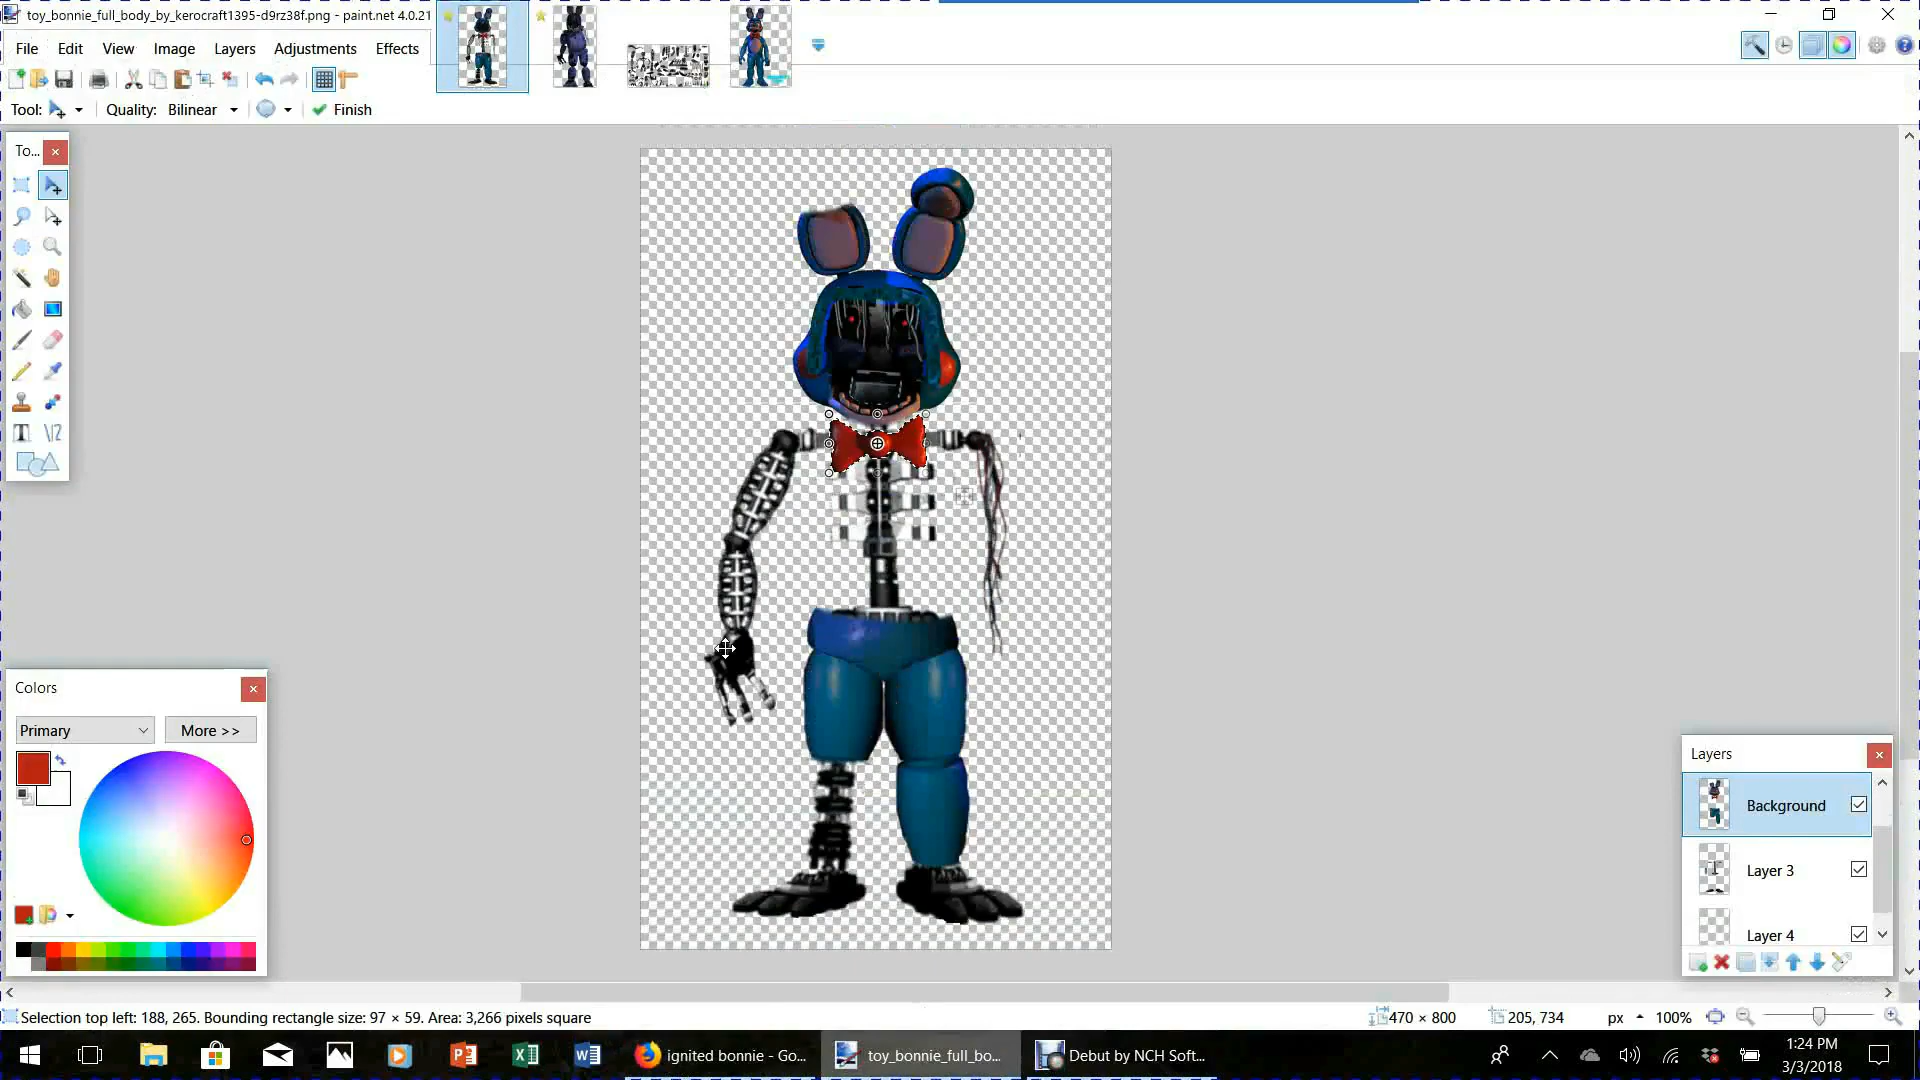 toy_bonnie_full_body_by_kerocraft1395-d9rz38f.png - paint.net 4.0.21
File Edit View Image Layers Adjustments Effects
Tool: Quality: Bilinear Finish
To...
Colors
Primary More >>
Layers
Background
Layer 3
Layer 4
Selection top left: 188, 265. Bounding rectangle size: 97 × 59. Area: 3,266 pixels square 470 × 800 205, 734 px 100%
ignited bonnie - Go... toy_bonnie_full_bo... Debut by NCH Soft...
1:24 PM
3/3/2018